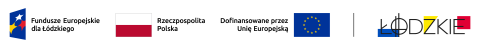 Fundusze Europejskie
dla Łódzkiego
Rzeczpospolita
Polska
Dofinansowane przez
Unię Europejską
ŁÓDZKIE